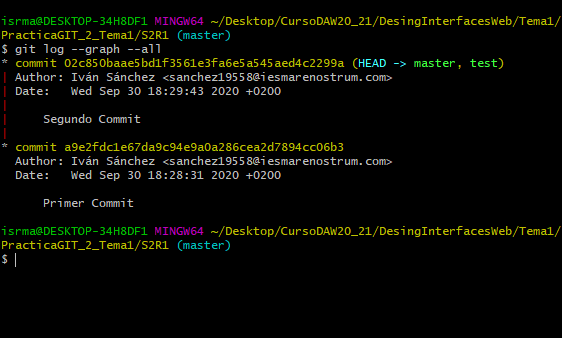 isrma@DESKTOP-34H8DF1 MINGW64 ~/Desktop/CursoDAW20_21/DesingInterfacesWeb/Tema1/
PracticaGIT_2_Tema1/S2R1 (master)
$ git log --graph --all
* commit 02c850baae5bd1f3561e3fa6e5a545aed4c2299a (HEAD -> master, test)
| Author: Iván Sánchez <sanchez19558@iesmarenostrum.com>
| Date:   Wed Sep 30 18:29:43 2020 +0200
|
|     Segundo Commit
|
* commit a9e2fdc1e67da9c94e9a0a286cea2d7894cc06b3
  Author: Iván Sánchez <sanchez19558@iesmarenostrum.com>
  Date:   Wed Sep 30 18:28:31 2020 +0200

      Primer Commit

isrma@DESKTOP-34H8DF1 MINGW64 ~/Desktop/CursoDAW20_21/DesingInterfacesWeb/Tema1/
PracticaGIT_2_Tema1/S2R1 (master)
$